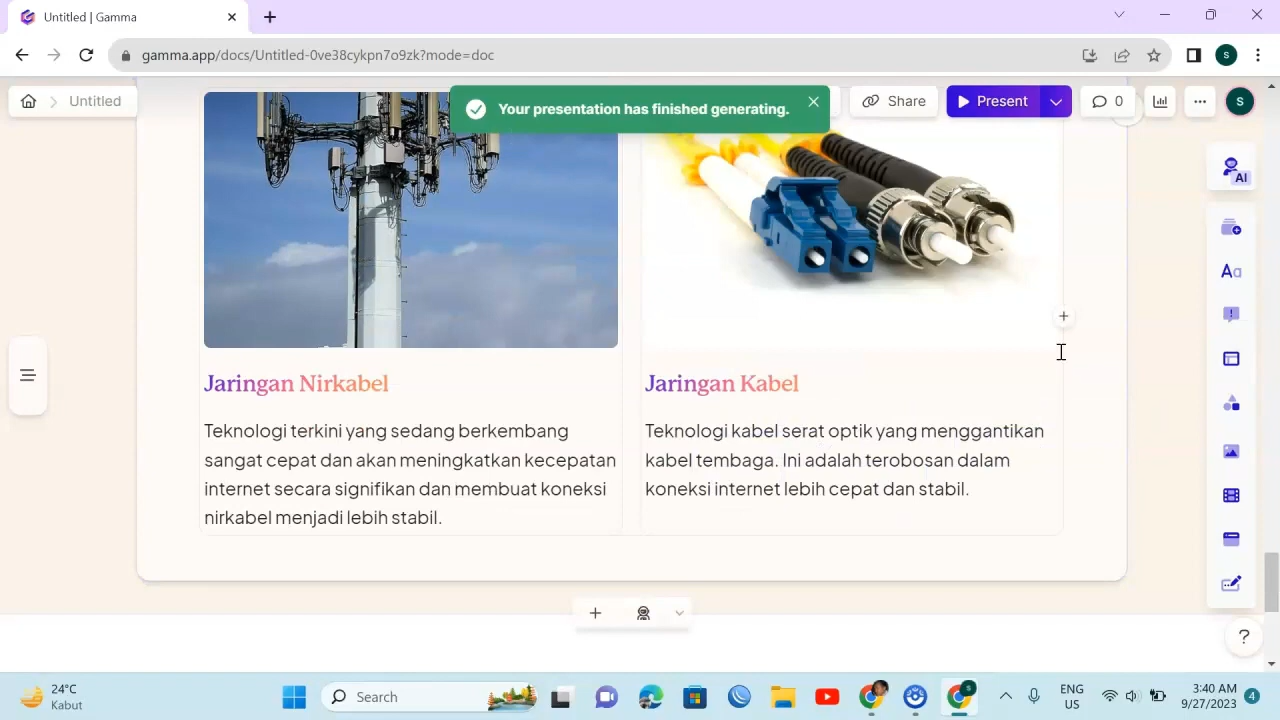 Untitled | Gamma
gamma.app/docs/Untitled-0ve38cykpn7o9zk?mode=doc
S
Untitled
Your presentation has finished generating.
Share
Present
0
S
AI
Aa
Jaringan Nirkabel
Teknologi terkini yang sedang berkembang
sangat cepat dan akan meningkatkan kecepatan
internet secara signifikan dan membuat koneksi
nirkabel menjadi lebih stabil.
Jaringan Kabel
Teknologi kabel serat optik yang menggantikan
kabel tembaga. Ini adalah terobosan dalam
koneksi internet lebih cepat dan stabil.
?
24°C
Kabut
Search
S
ENG
US
3:40 AM
9/27/2023
4